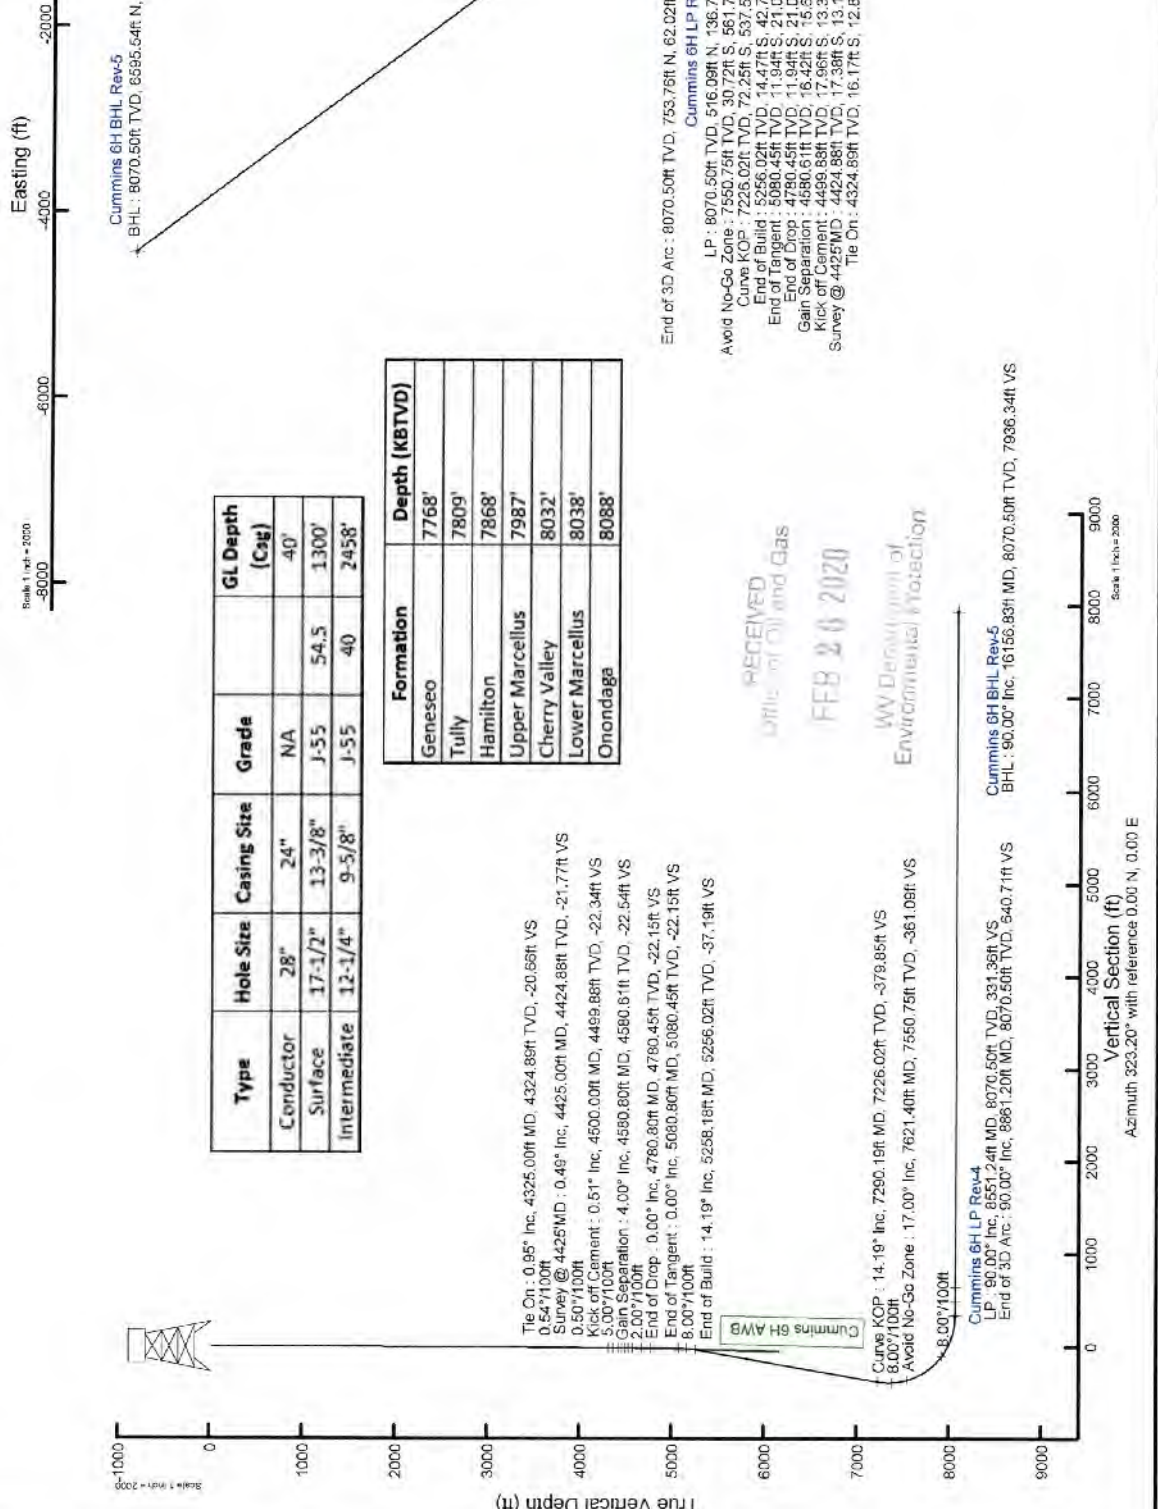 Easting (ft)
Scale 1 inch = 2000
-8000
-6000
-4000
-2000
Cummins 6H BHL Rev-5
BHL : 8070.50ft TVD, 6595.54ft N,
End of 3D Arc : 8070.50ft TVD, 753.76ft N, 62.02ft
Cummins 6H LP R
LP : 8070.50ft TVD, 516.09ft N, 136.7
Avoid No-Go Zone : 7550.75ft TVD, 30.72ft S, 561.7
Curve KOP : 7226.02ft TVD, 72.25ft S, 537.5
End of Build : 5256.02ft TVD, 14.47ft S, 42.7
End of Tangent : 5080.45ft TVD, 11.94ft S, 21.0
End of Drop : 4780.45ft TVD, 11.94ft S, 21.0
Gain Separation : 4580.61ft TVD, 16.42ft S, 15.8
Kick off Cement : 4499.88ft TVD, 17.96ft S, 13.3
Survey @ 4425'MD : 4424.88ft TVD, 17.38ft S, 13.1
Tie On : 4324.89ft TVD, 16.17ft S, 12.8
Type Hole Size Casing Size Grade GL Depth (Csg)
Conductor 28" 24" NA 40'
Surface 17-1/2" 13-3/8" J-55 54.5 1300'
Intermediate 12-1/4" 9-5/8" J-55 40 2458'
Formation Depth (KBTVD)
Geneseo 7768'
Tully 7809'
Hamilton 7868'
Upper Marcellus 7987'
Cherry Valley 8032'
Lower Marcellus 8038'
Onondaga 8088'
RECEIVED
Office of Oil and Gas
FEB 26 2020
WV Department of
Environmental Protection
Tie On : 0.95° Inc, 4325.00ft MD, 4324.89ft TVD, -20.66ft VS
0.54°/100ft
Survey @ 4425'MD : 0.49° Inc, 4425.00ft MD, 4424.88ft TVD, -21.77ft VS
0.50°/100ft
Kick off Cement : 0.51° Inc, 4500.00ft MD, 4499.88ft TVD, -22.34ft VS
5.00°/100ft
Gain Separation : 4.00° Inc, 4580.80ft MD, 4580.61ft TVD, -22.54ft VS
2.00°/100ft
End of Drop : 0.00° Inc, 4780.80ft MD, 4780.45ft TVD, -22.15ft VS
End of Tangent : 0.00° Inc, 5080.80ft MD, 5080.45ft TVD, -22.15ft VS
8.00°/100ft
End of Build : 14.19° Inc, 5258.18ft MD, 5256.02ft TVD, -37.19ft VS
Cummins 6H AWB
Curve KOP : 14.19° Inc, 7290.19ft MD, 7226.02ft TVD, -379.85ft VS
8.00°/100ft
Avoid No-Go Zone : 17.00° Inc, 7621.40ft MD, 7550.75ft TVD, -361.09ft VS
8.00°/100ft
Cummins 6H LP Rev-4
LP : 90.00° Inc, 8551.24ft MD, 8070.50ft TVD, 331.36ft VS
End of 3D Arc : 90.00° Inc, 8861.20ft MD, 8070.50ft TVD, 640.71ft VS
Cummins 6H BHL Rev-5
BHL : 90.00° Inc, 16156.83ft MD, 8070.50ft TVD, 7936.34ft VS
Scale 1 inch = 2000
-1000
0
2000
3000
4000
5000
6000
7000
8000
9000
True Vertical Depth (ft)
0 1000 2000 3000 4000 5000 6000 7000 8000 9000
Scale 1 inch = 2000
Vertical Section (ft)
Azimuth 323.20° with reference 0.00 N, 0.00 E